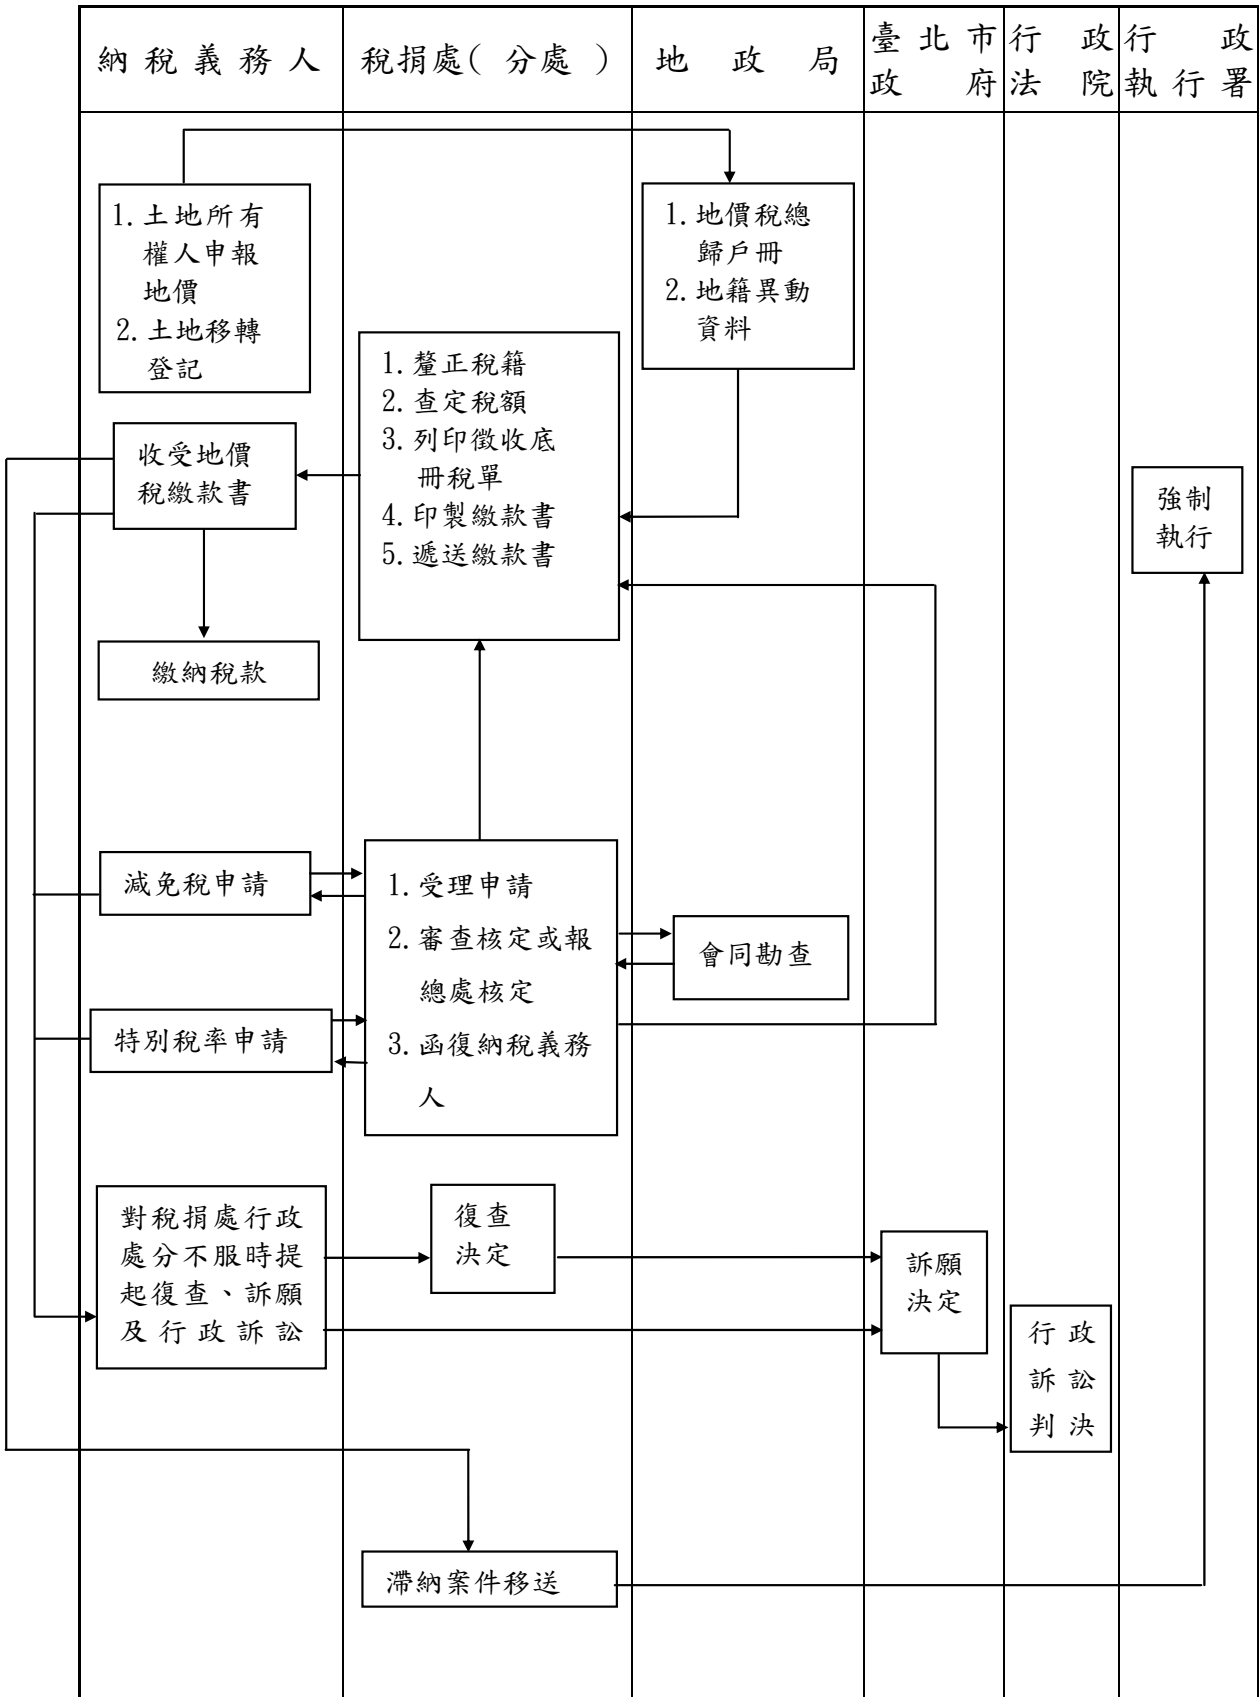 納稅義務人
稅捐處(分處)
地政局
臺北市
政府
行政
法院
行政
執行署
1.土地所有
權人申報
地價
2.土地移轉
登記
1.地價稅總
歸戶冊
2.地籍異動
資料
1.釐正稅籍
2.查定稅額
3.列印徵收底
冊稅單
4.印製繳款書
5.遞送繳款書
收受地價
稅繳款書
強制
執行
繳納稅款
減免稅申請
1.受理申請
2.審查核定或報
總處核定
3.函復納稅義務
人
會同勘查
特別稅率申請
對稅捐處行政
處分不服時提
起復查、訴願
及行政訴訟
復查
決定
訴願
決定
行政
訴訟
判決
滯納案件移送